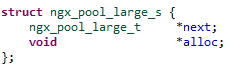 struct ngx_pool_large_s {
    ngx_pool_large_t     *next;
    void                 *alloc;
};